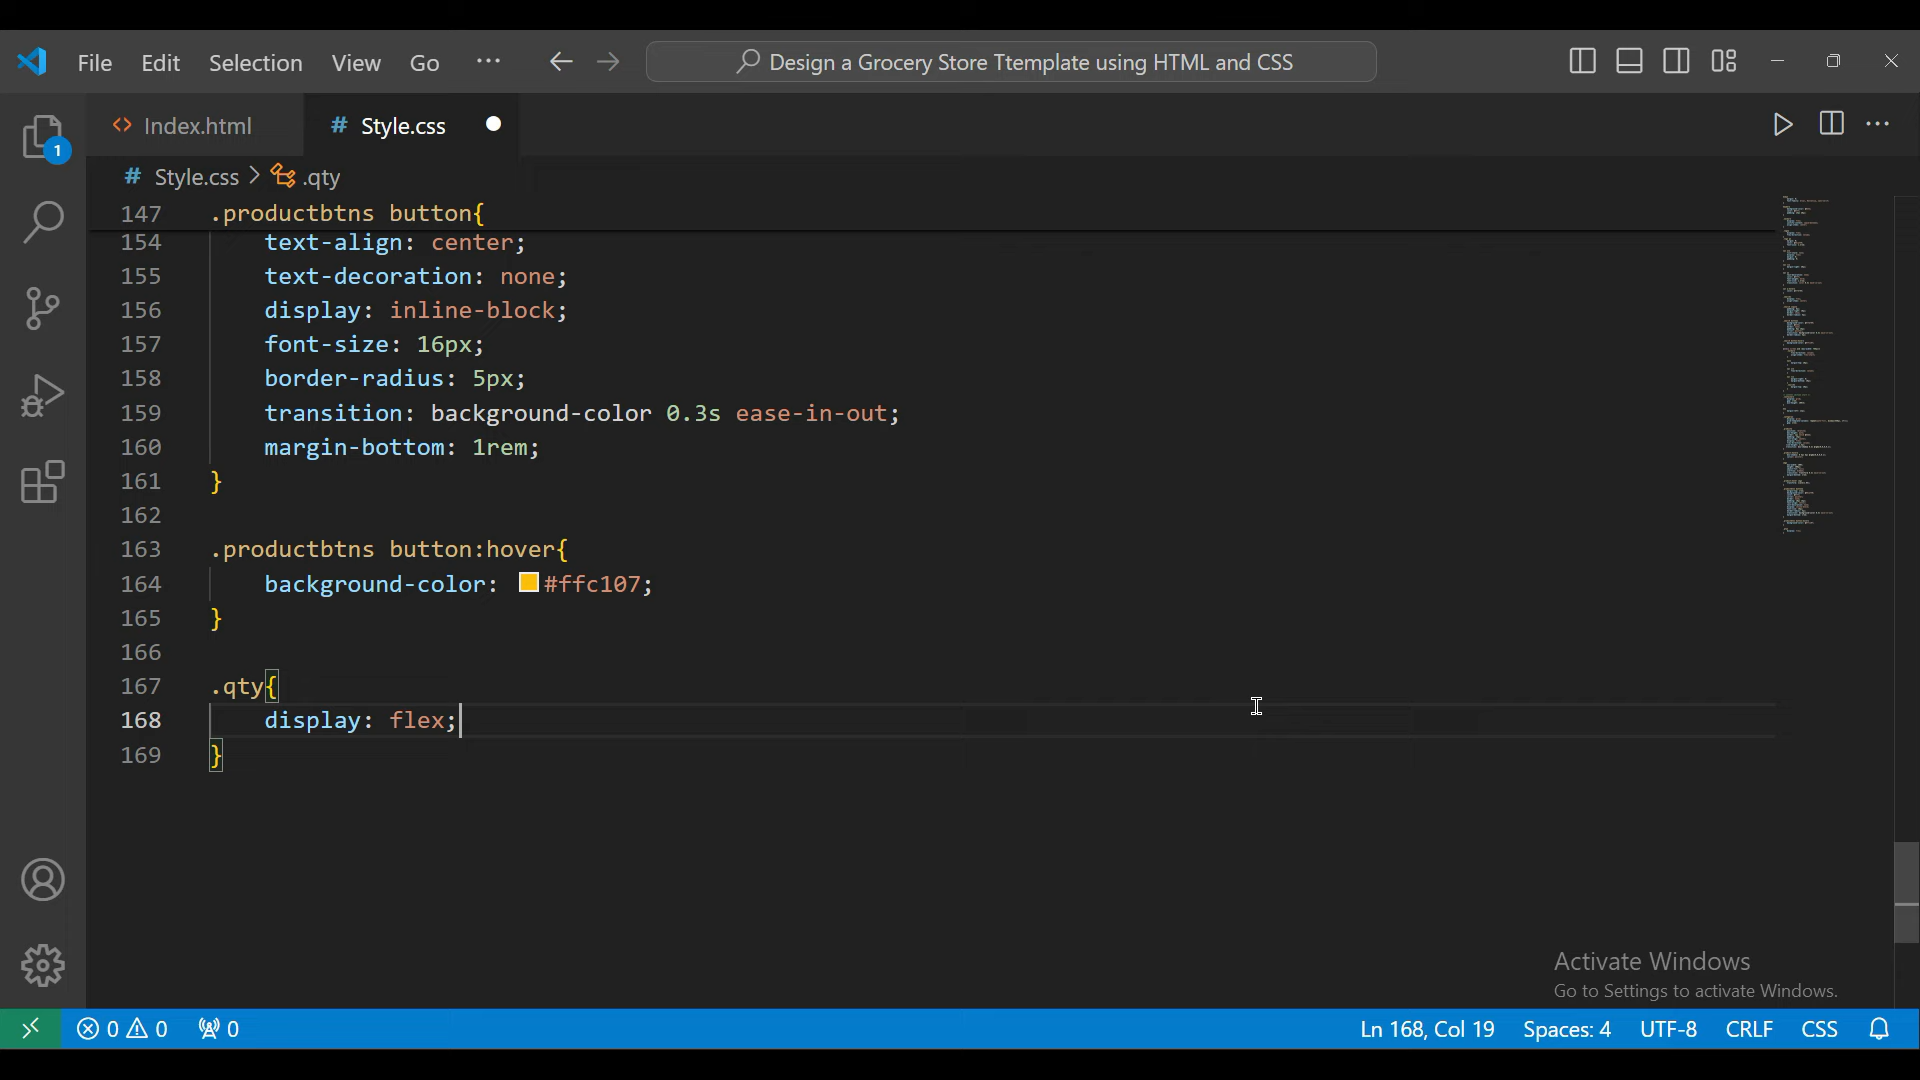 File Edit Selection View Go ··· Design a Grocery Store Ttemplate using HTML and CSS
1
Index.html # Style.css
# Style.css > .qty
147 .productbtns button{
154 text-align: center;
155 text-decoration: none;
156 display: inline-block;
157 font-size: 16px;
158 border-radius: 5px;
159 transition: background-color 0.3s ease-in-out;
160 margin-bottom: 1rem;
161 }
162
163 .productbtns button:hover{
164 background-color: #ffc107;
165 }
166
167 .qty{
168 display: flex;
169 }
Activate Windows
Go to Settings to activate Windows.
0 0 0 Ln 168, Col 19 Spaces: 4 UTF-8 CRLF CSS